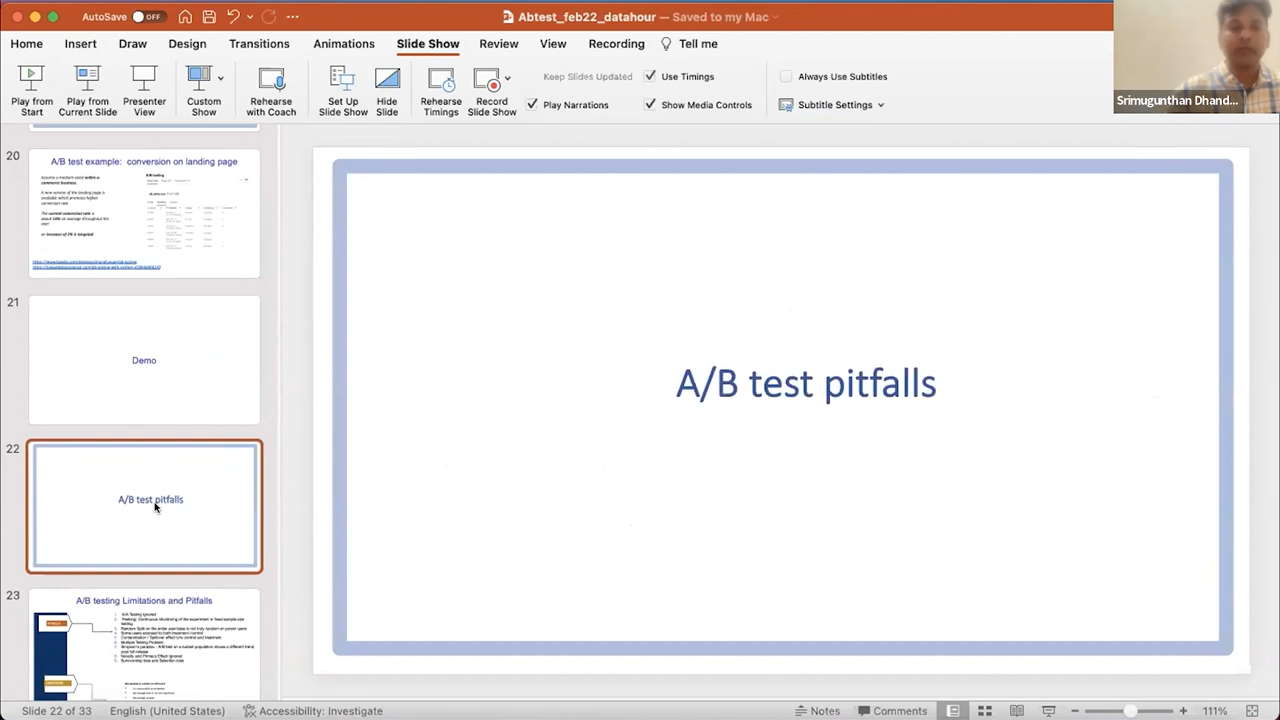 AutoSave OFF
Abtest_feb22_datahour — Saved to my Mac
Home Insert Draw Design Transitions Animations Slide Show Review View Recording Tell me
Play from Start
Play from Current Slide
Presenter View
Custom Show
Rehearse with Coach
Set Up Slide Show
Hide Slide
Rehearse Timings
Record Slide Show
Keep Slides Updated
Use Timings
Play Narrations
Show Media Controls
Always Use Subtitles
Subtitle Settings
Srimugunthan Dhand...
20
A/B test example: conversion on landing page
21
Demo
22
A/B test pitfalls
23
A/B testing Limitations and Pitfalls
A/B test pitfalls
Slide 22 of 33 English (United States) Accessibility: Investigate Notes Comments 111%